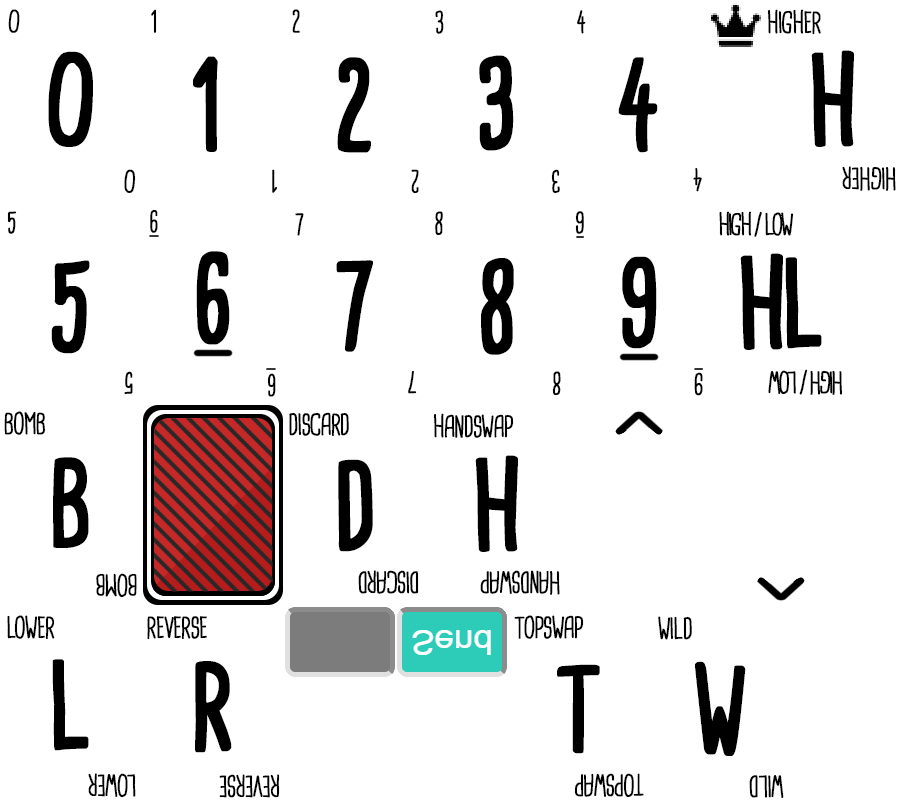 0 1 2 3 4 HIGHER
0 1 2 3 4 H
0 1 2 3 4 HIGHER
5 6 7 8 9 HIGH / LOW
5 6 7 8 9 HL
5 6 7 8 9 HIGH / LOW
BOMB DISCARD HANDSWAP
B D H
BOMB DISCARD HANDSWAP
LOWER REVERSE Send TOPSWAP WILD
L R T W
LOWER REVERSE TOPSWAP WILD